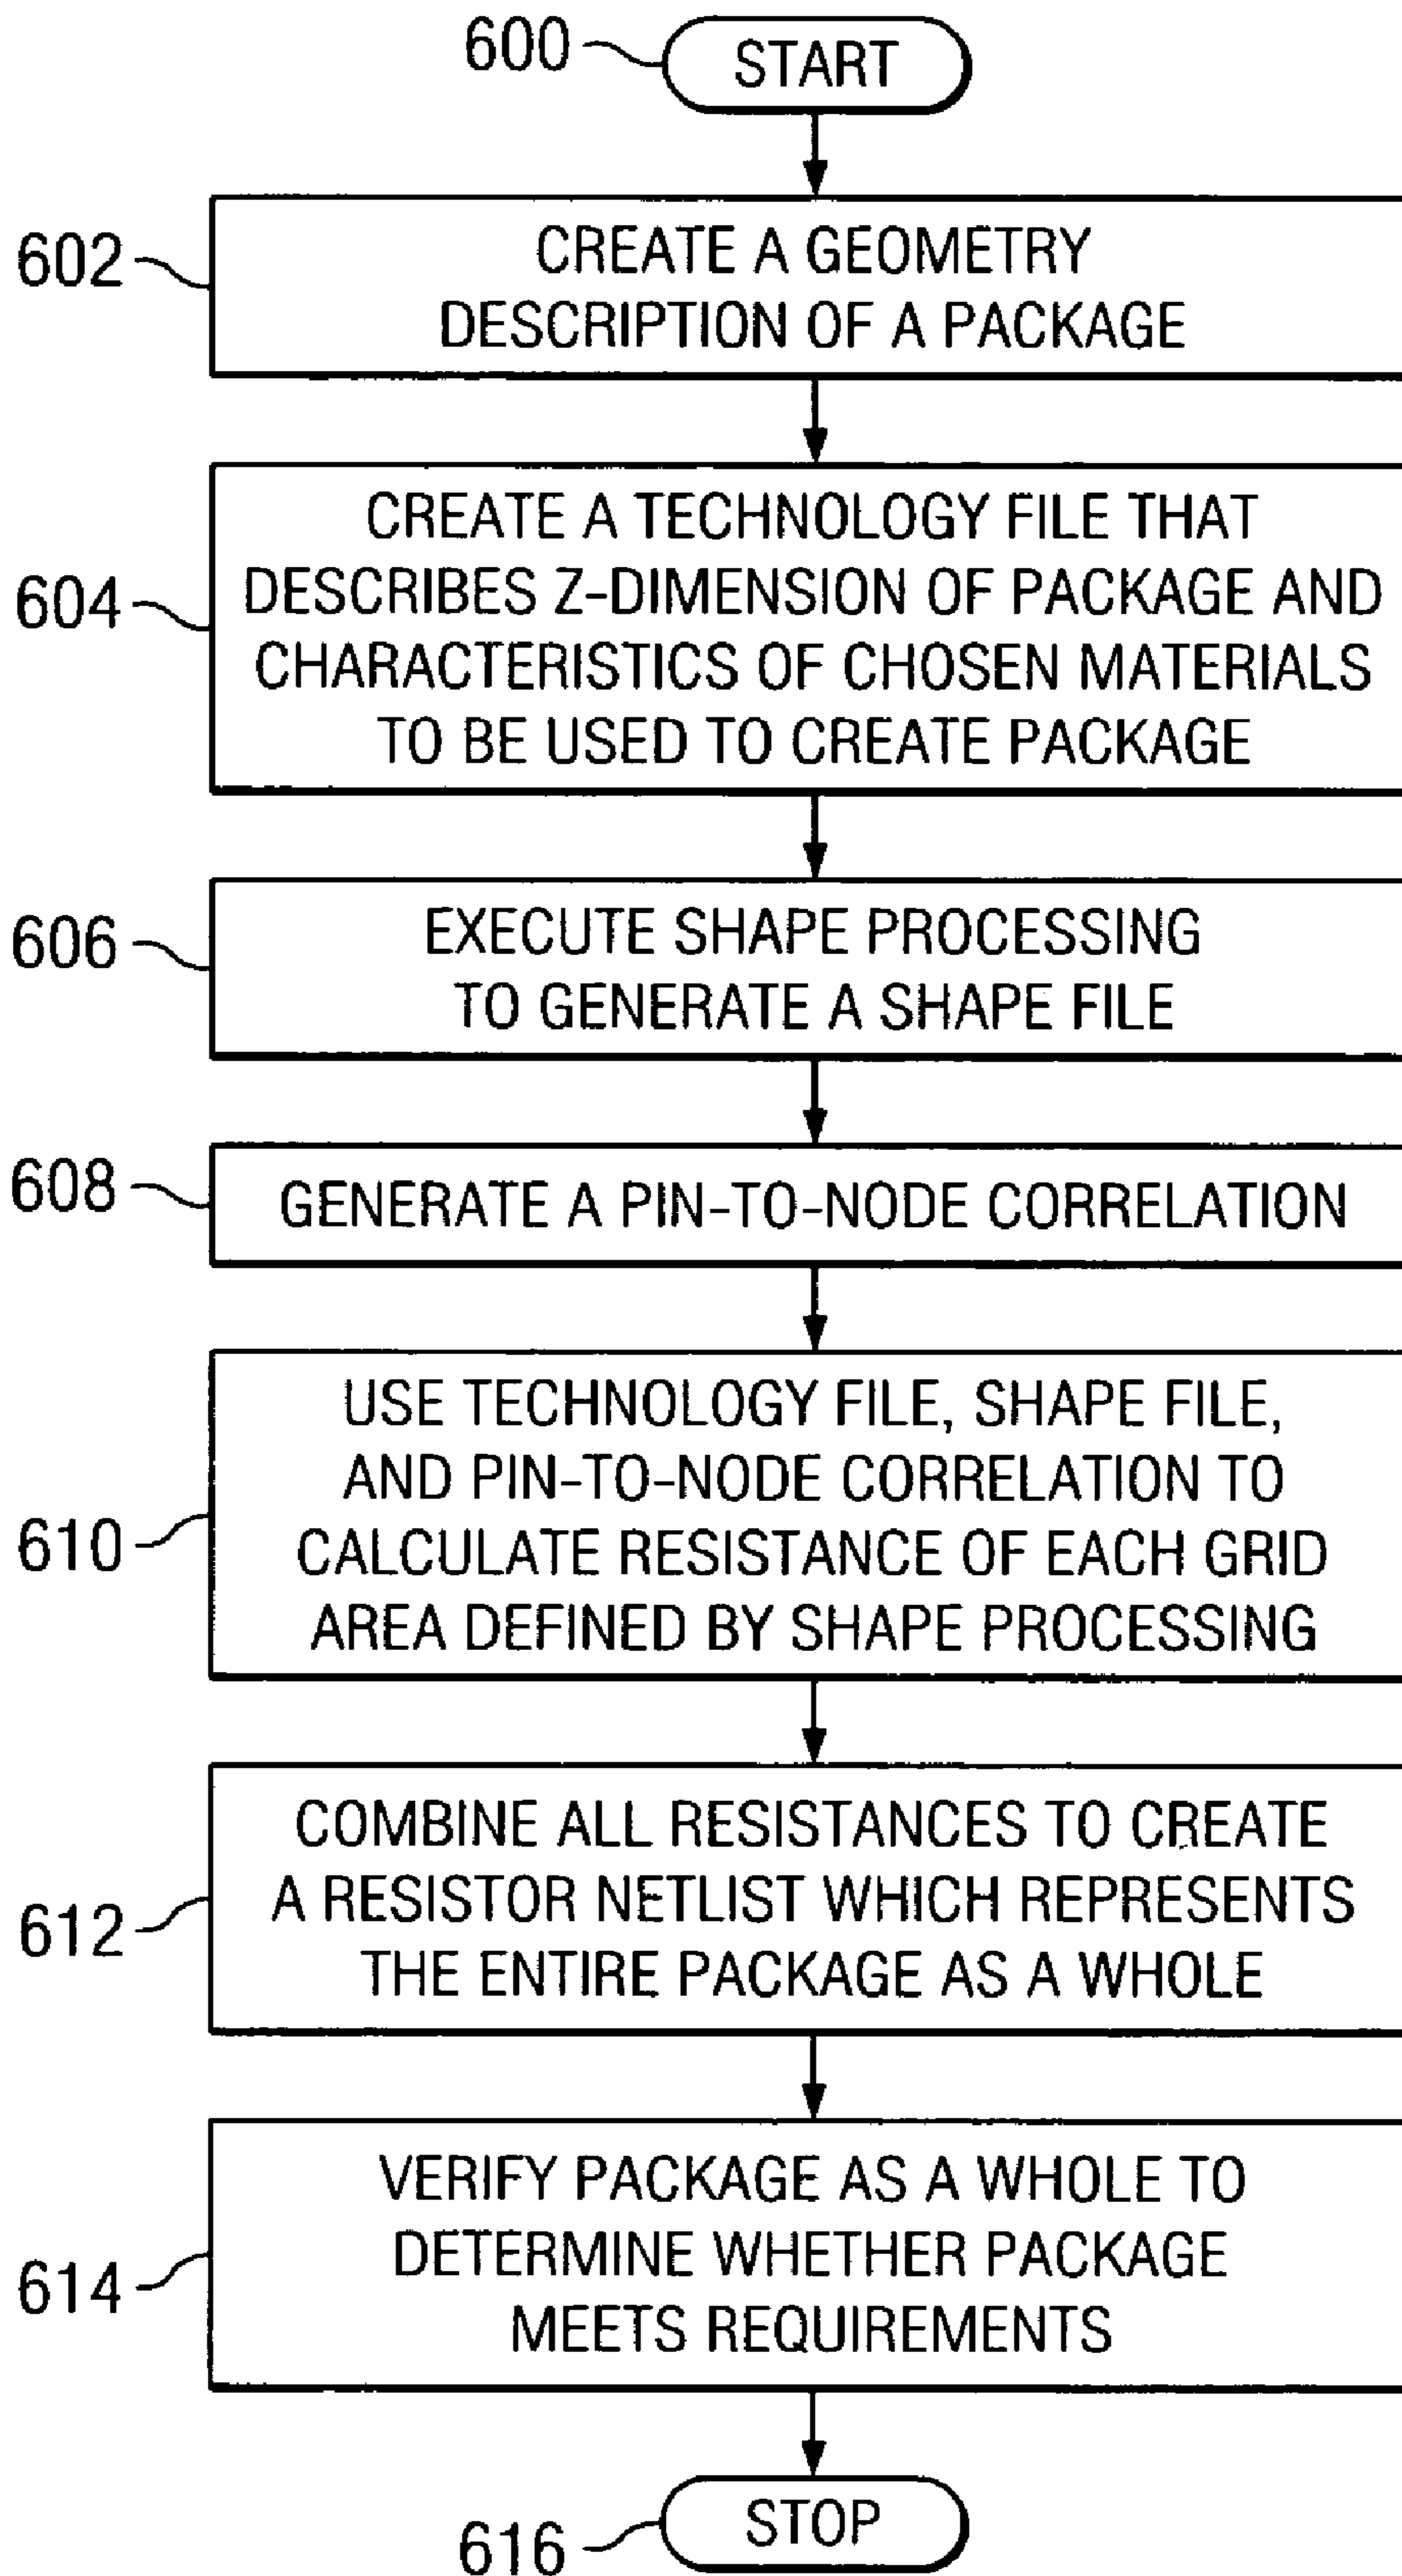 600
START
602
CREATE A GEOMETRY
DESCRIPTION OF A PACKAGE
604
CREATE A TECHNOLOGY FILE THAT
DESCRIBES Z-DIMENSION OF PACKAGE AND
CHARACTERISTICS OF CHOSEN MATERIALS
TO BE USED TO CREATE PACKAGE
606
EXECUTE SHAPE PROCESSING
TO GENERATE A SHAPE FILE
608
GENERATE A PIN-TO-NODE CORRELATION
610
USE TECHNOLOGY FILE, SHAPE FILE,
AND PIN-TO-NODE CORRELATION TO
CALCULATE RESISTANCE OF EACH GRID
AREA DEFINED BY SHAPE PROCESSING
612
COMBINE ALL RESISTANCES TO CREATE
A RESISTOR NETLIST WHICH REPRESENTS
THE ENTIRE PACKAGE AS A WHOLE
614
VERIFY PACKAGE AS A WHOLE TO
DETERMINE WHETHER PACKAGE
MEETS REQUIREMENTS
616
STOP